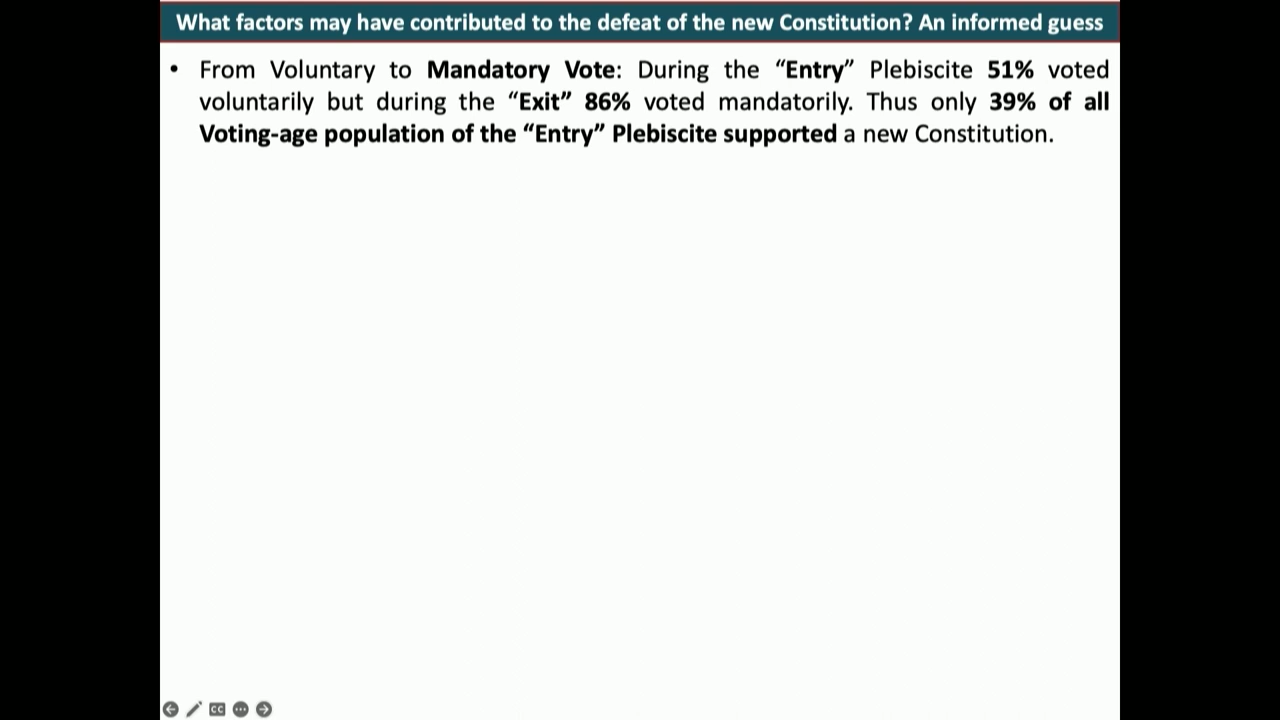 What factors may have contributed to the defeat of the new Constitution? An informed guess
• From Voluntary to Mandatory Vote: During the “Entry” Plebiscite 51% voted
voluntarily but during the “Exit” 86% voted mandatorily. Thus only 39% of all
Voting-age population of the “Entry” Plebiscite supported a new Constitution.
CC